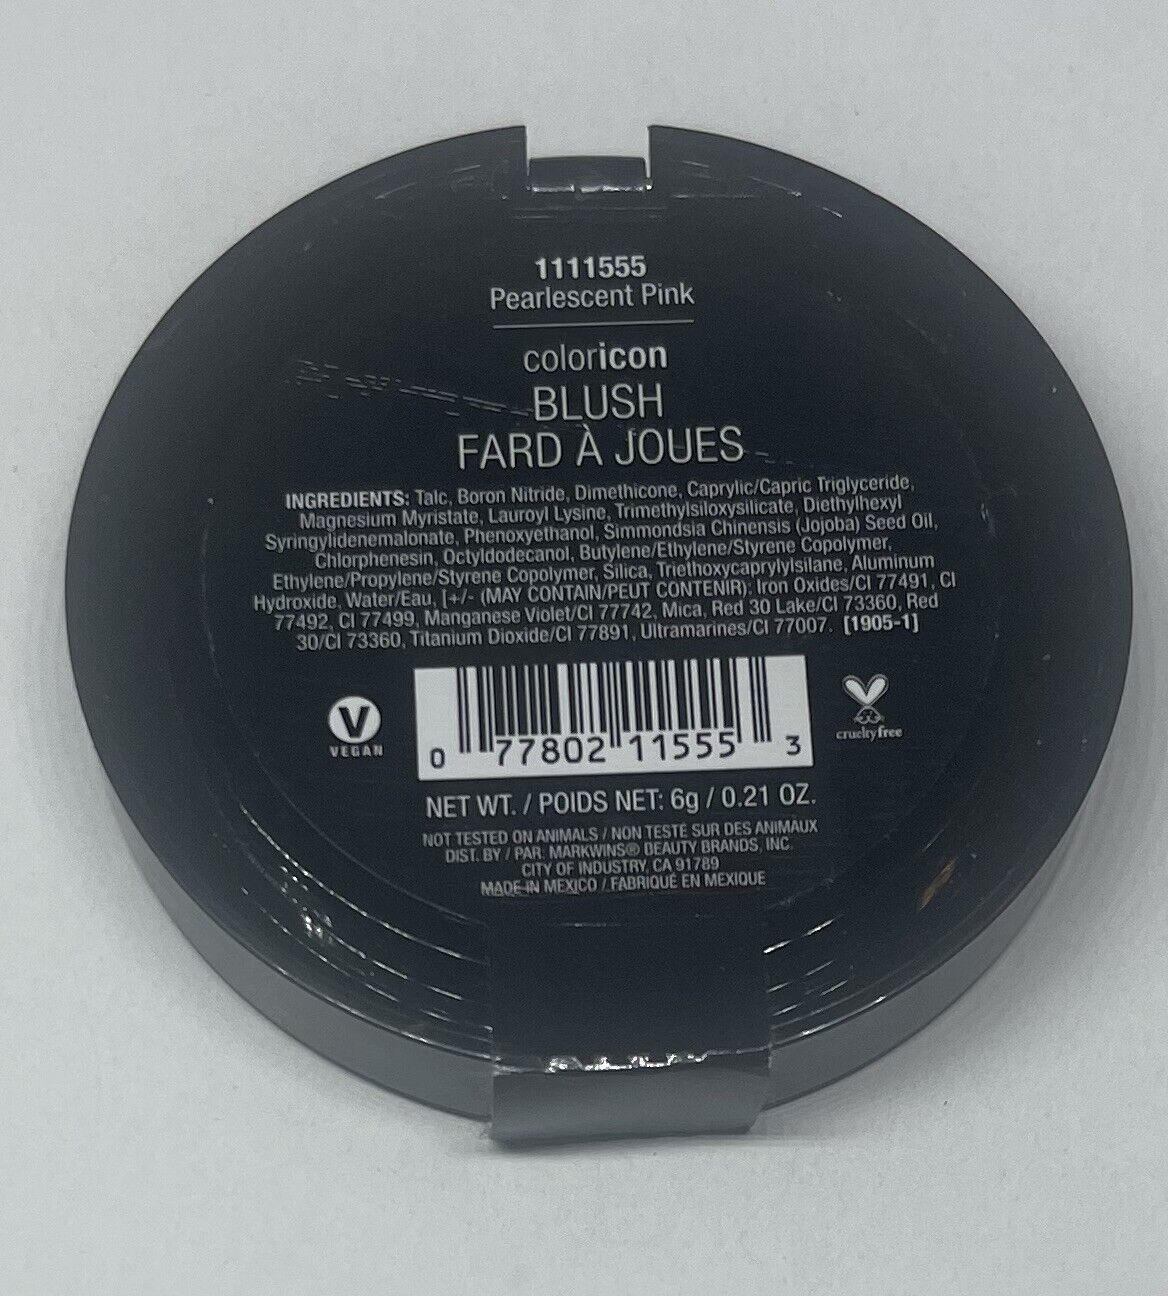 1111555
Pearlescent Pink
coloricon
BLUSH
FARD À JOUES
INGREDIENTS: Talc, Boron Nitride, Dimethicone, Caprylic/Capric Triglyceride,
Magnesium Myristate, Lauroyl Lysine, Trimethylsiloxysilicate, Diethylhexyl
Syringylidenemalonate, Phenoxyethanol, Simmondsia Chinensis (Jojoba) Seed Oil,
Chlorphenesin, Octyldodecanol, Butylene/Ethylene/Styrene Copolymer,
Ethylene/Propylene/Styrene Copolymer, Silica, Triethoxycaprylylsilane, Aluminum
Hydroxide, Water/Eau, [+/- (MAY CONTAIN/PEUT CONTENIR): Iron Oxides/CI 77491, CI
77492, CI 77499, Manganese Violet/CI 77742, Mica, Red 30 Lake/CI 73360, Red
30/CI 73360, Titanium Dioxide/CI 77891, Ultramarines/CI 77007. [1905-1]
V
VEGAN
0 77802 11555 3
crueltyfree
NET WT. / POIDS NET: 6g / 0.21 OZ.
NOT TESTED ON ANIMALS / NON TESTÉ SUR DES ANIMAUX
DIST. BY / PAR: MARKWINS® BEAUTY BRANDS, INC.
CITY OF INDUSTRY, CA 91789
MADE IN MEXICO / FABRIQUÉ EN MEXIQUE